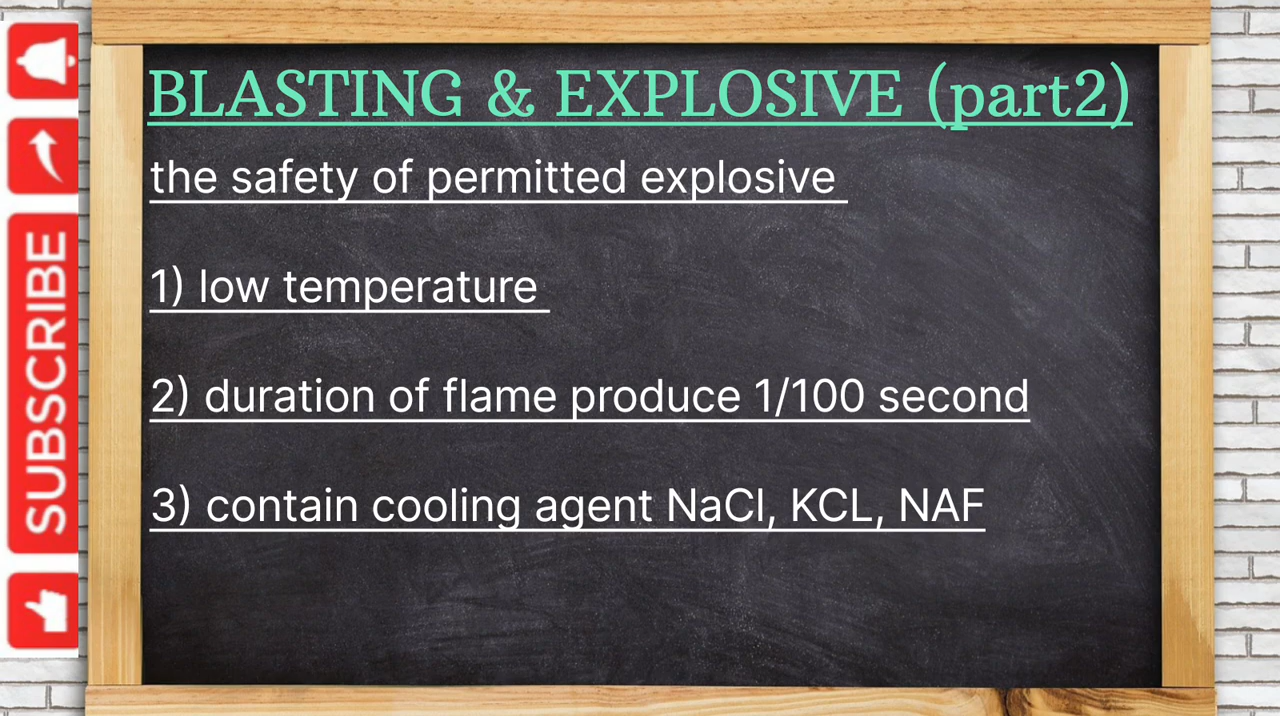 BLASTING & EXPLOSIVE (part2)
the safety of permitted explosive
1) low temperature
2) duration of flame produce 1/100 second
3) contain cooling agent NaCl, KCL, NAF
SUBSCRIBE